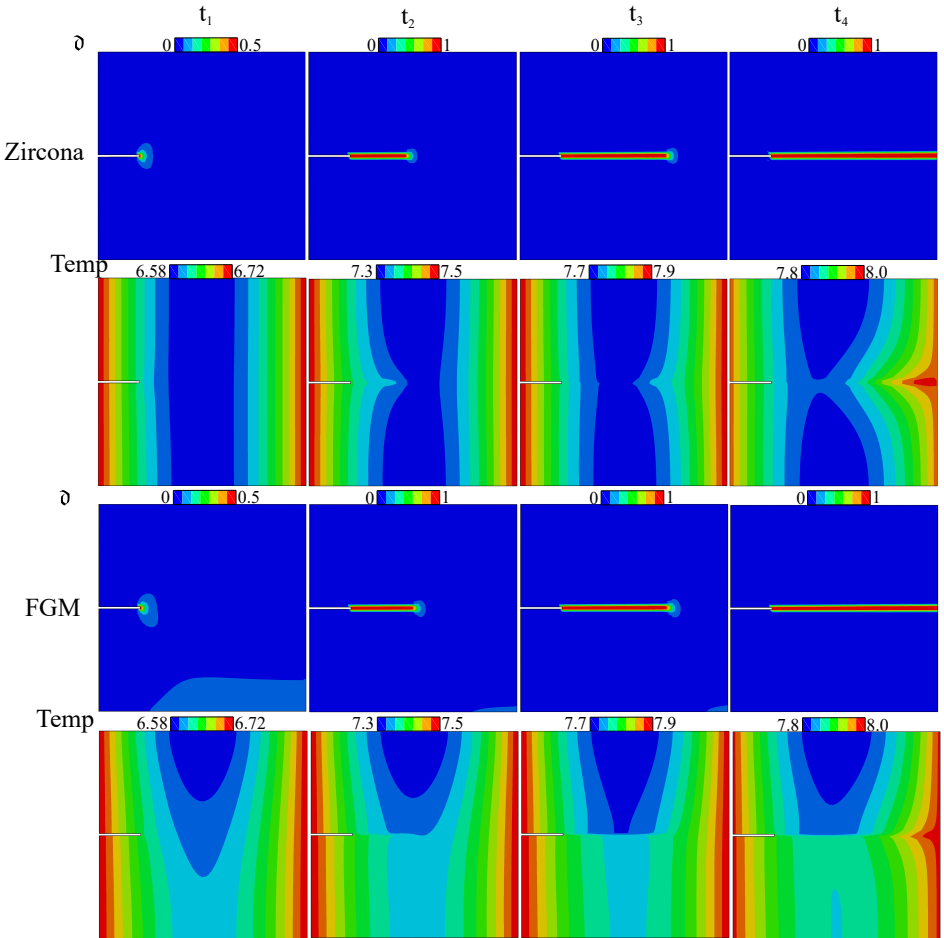 t1 t2 t3 t4
𝔡 0 0.5 0 1 0 1 0 1
Zircona
Temp 6.58 6.72 7.3 7.5 7.7 7.9 7.8 8.0
𝔡 0 0.5 0 1 0 1 0 1
FGM
Temp 6.58 6.72 7.3 7.5 7.7 7.9 7.8 8.0